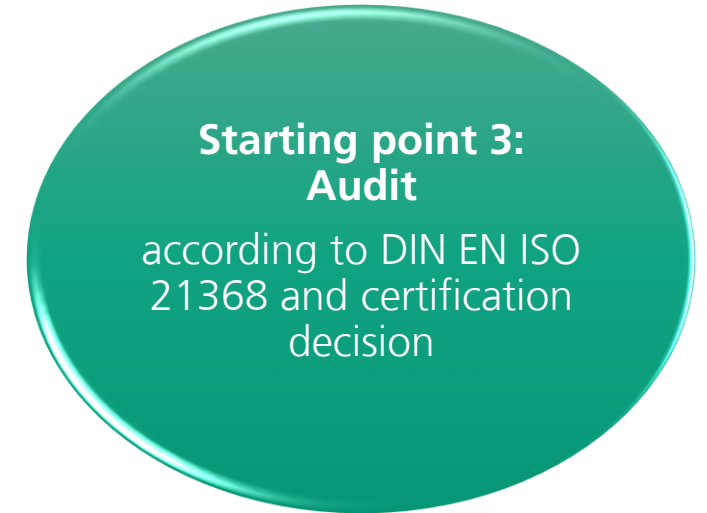 Starting point 3:
Audit
according to DIN EN ISO
21368 and certification
decision